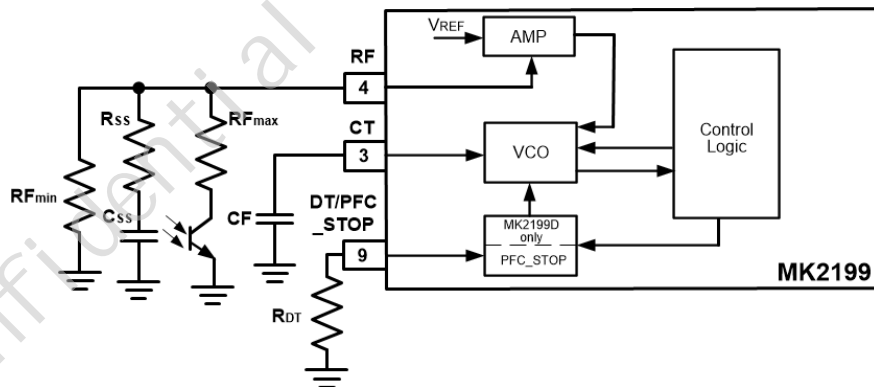 VREF
AMP
RF
4
RSS
RFmax
CT
3
VCO
Control
Logic
RFmin
CSS
CF
DT/PFC
_STOP
9
MK2199D
only
PFC_STOP
MK2199
RDT
nfidential